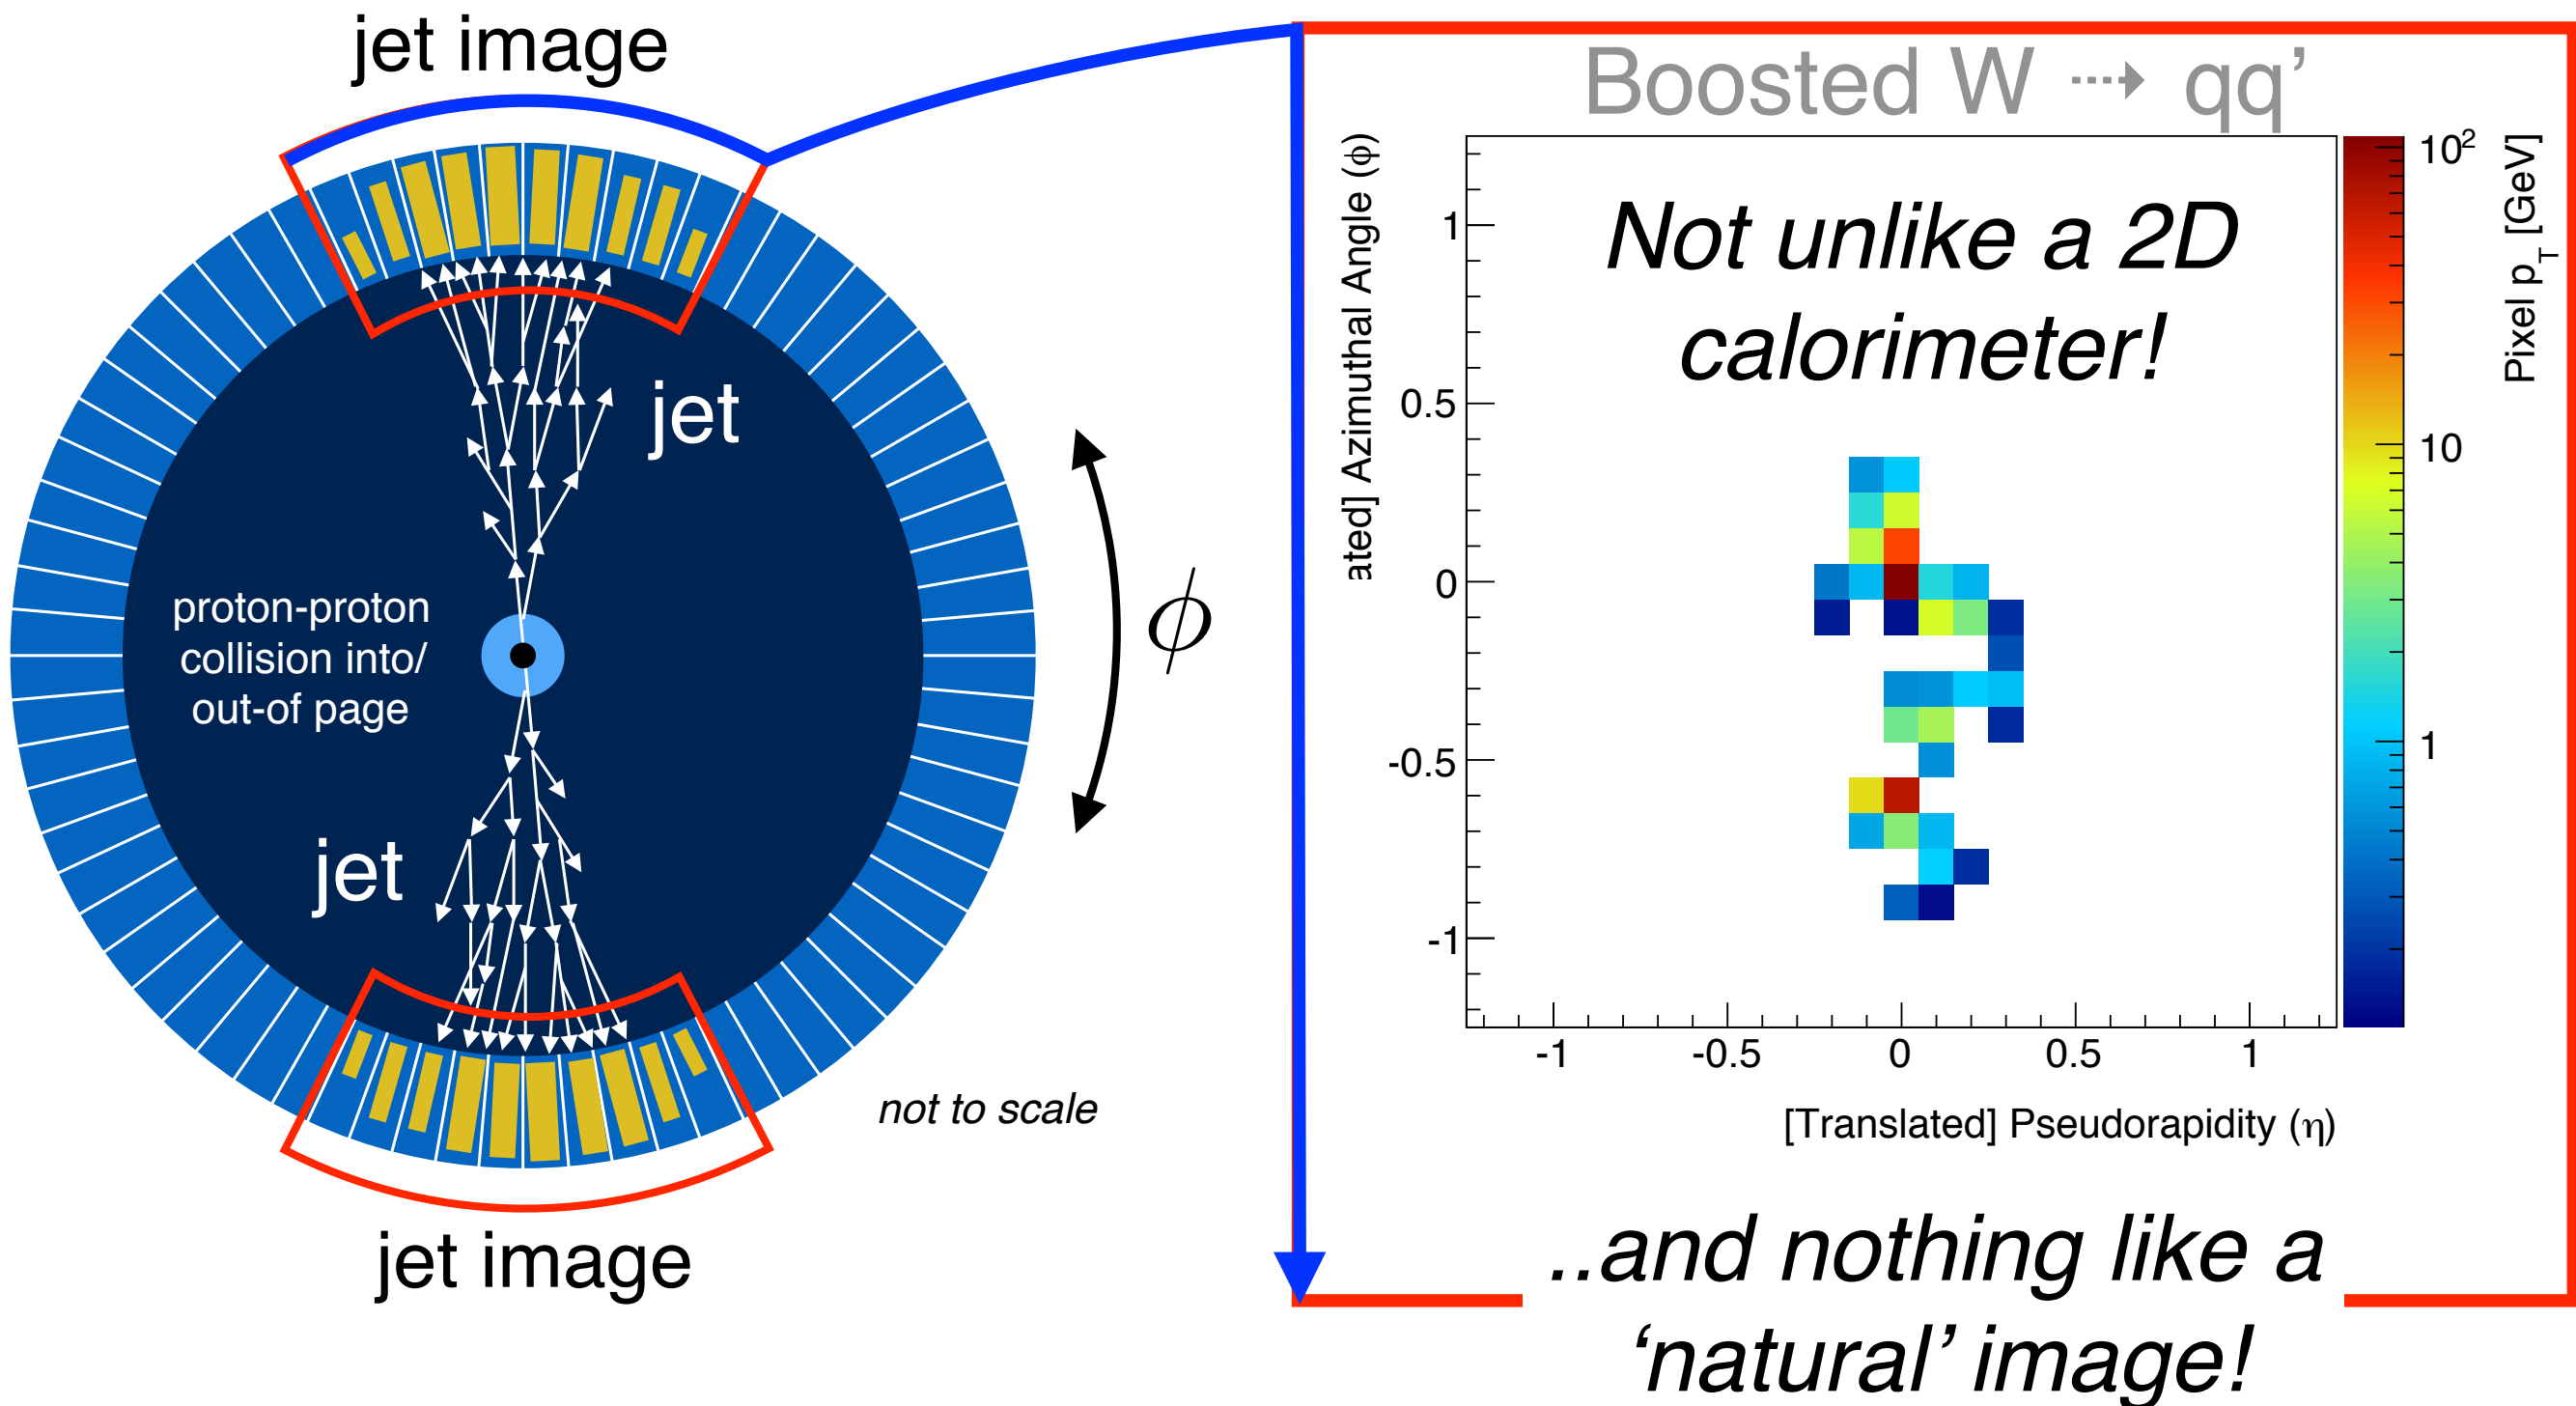 jet image
jet
proton-proton
collision into/
out-of page
jet
ϕ
not to scale
jet image
Boosted W ⇢ qq’
Not unlike a 2D
calorimeter!
ated] Azimuthal Angle (ϕ)
1
0.5
0
-0.5
-1
-1 -0.5 0 0.5 1
[Translated] Pseudorapidity (η)
10²
10
1
Pixel p_T [GeV]
..and nothing like a
‘natural’ image!